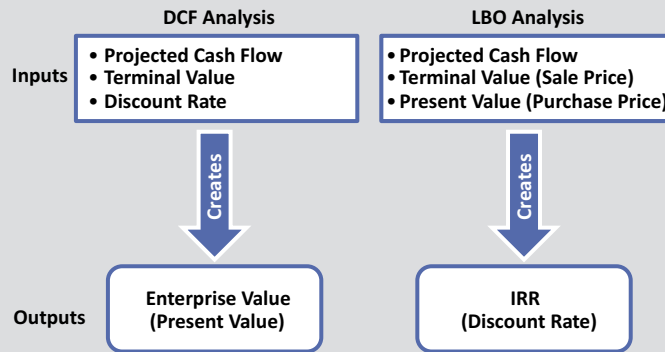 DCF Analysis
LBO Analysis
Inputs
• Projected Cash Flow
• Terminal Value
• Discount Rate
• Projected Cash Flow
• Terminal Value (Sale Price)
• Present Value (Purchase Price)
Creates
Creates
Outputs
Enterprise Value
(Present Value)
IRR
(Discount Rate)